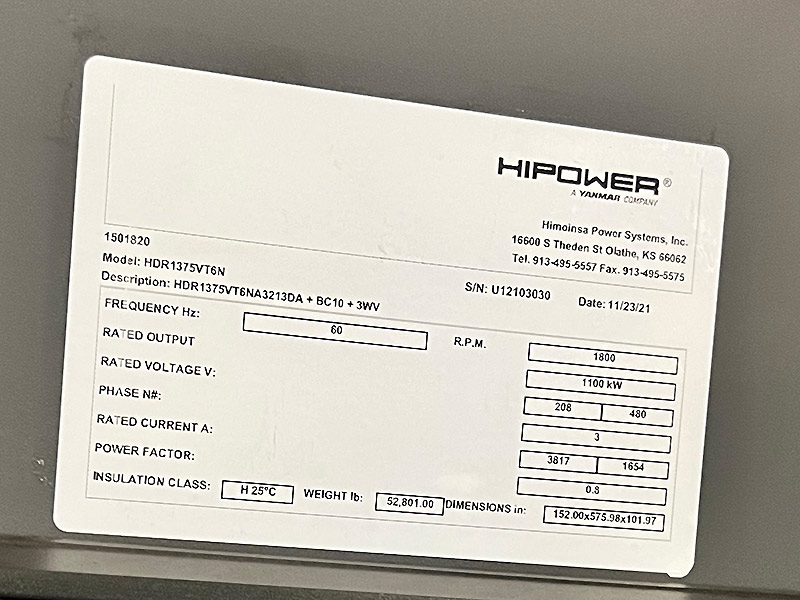 HIPOWER®
A YANMAR COMPANY
Himoinsa Power Systems, Inc.
16600 S Theden St Olathe, KS 66062
Tel. 913-495-5557 Fax. 913-495-5575
1501820
Model: HDR1375VT6N
S/N: U12103030 Date: 11/23/21
Description: HDR1375VT6NA3213DA + BC10 + 3WV
FREQUENCY Hz: 60 R.P.M. 1800
RATED OUTPUT 1100 kW
RATED VOLTAGE V: 208 480
PHASE N#: 3
RATED CURRENT A: 3817 1654
POWER FACTOR: 0.8
INSULATION CLASS: H 25°C WEIGHT lb: 52,801.00 DIMENSIONS in: 152.00x575.98x101.97